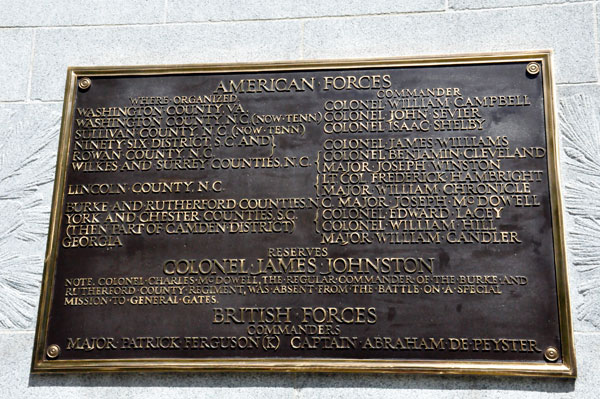 AMERICAN FORCES
WHERE ORGANIZED COMMANDER
WASHINGTON COUNTY VA. COLONEL WILLIAM CAMPBELL
WASHINGTON COUNTY N.C. (NOW TENN) COLONEL JOHN SEVIER
SULLIVAN COUNTY N.C. (NOW TENN) COLONEL ISAAC SHELBY
NINETY SIX DISTRICT, S.C. AND COLONEL JAMES WILLIAMS
ROWAN COUNTY N.C.
WILKES AND SURREY COUNTIES, N.C. COLONEL BENJAMIN CLEVELAND
MAJOR JOSEPH WINSTON
LINCOLN COUNTY, N.C. LT COL FREDERICK HAMBRIGHT
MAJOR WILLIAM CHRONICLE
BURKE AND RUTHERFORD COUNTIES N.C. MAJOR JOSEPH McDOWELL
YORK AND CHESTER COUNTIES S.C. COLONEL EDWARD LACEY
(THEN PART OF CAMDEN DISTRICT) COLONEL WILLIAM HILL
GEORGIA MAJOR WILLIAM CANDLER
RESERVES
COLONEL JAMES JOHNSTON
NOTE. COLONEL CHARLES McDOWELL, THE REGULAR COMMANDER OF THE BURKE AND
RUTHERFORD COUNTY REGIMENT, WAS ABSENT FROM THE BATTLE ON A SPECIAL
MISSION TO GENERAL GATES.
BRITISH FORCES
COMMANDERS
MAJOR PATRICK FERGUSON (K) CAPTAIN ABRAHAM DE PEYSTER